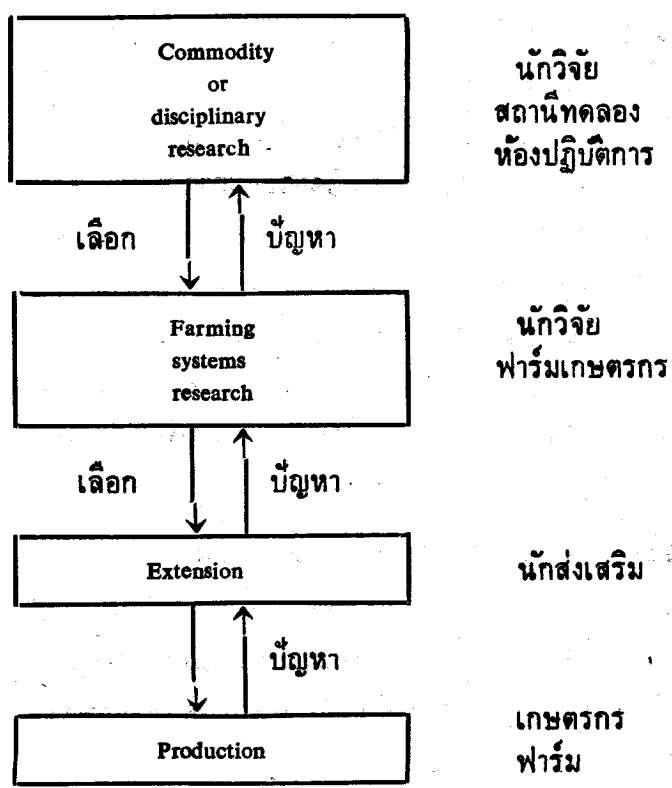 Commodity
or
disciplinary
research
นักวิจัย
สถานีทดลอง
ห้องปฏิบัติการ
เลือก
ปัญหา
Farming
systems
research
นักวิจัย
ฟาร์มเกษตรกร
เลือก
ปัญหา
Extension
นักส่งเสริม
ปัญหา
Production
เกษตรกร
ฟาร์ม